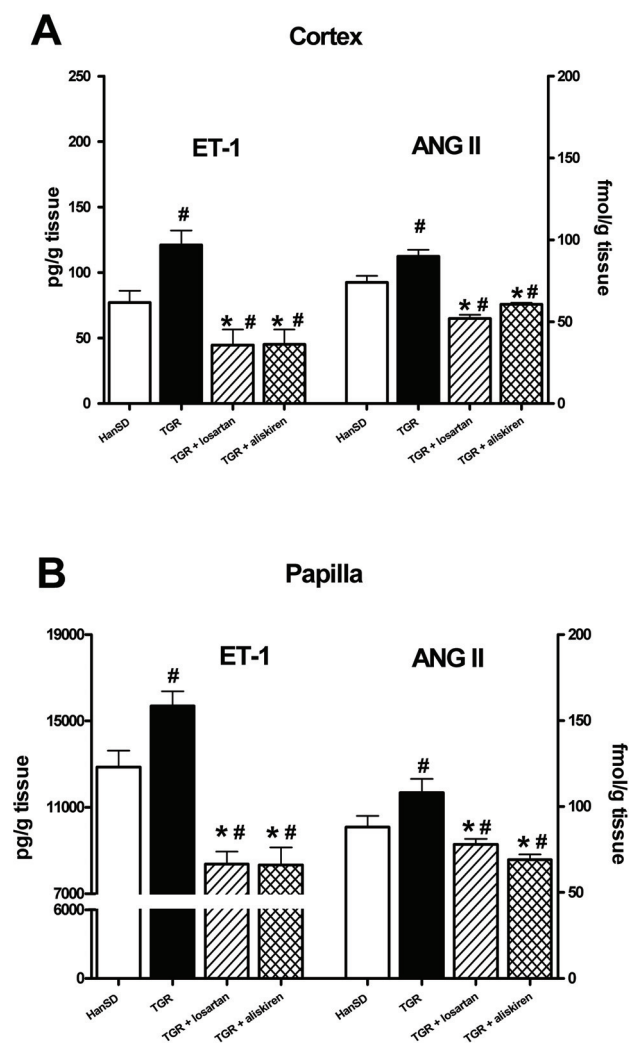 A
Cortex
250
200
150
100
50
0
pg/g tissue
ET-1
ANG II
#
#
* #
* #
* #
* #
200
150
100
50
0
fmol/g tissue
HanSD
TGR
TGR + losartan
TGR + aliskiren
HanSD
TGR
TGR + losartan
TGR + aliskiren
B
Papilla
19000
15000
11000
7000
6000
0
pg/g tissue
ET-1
ANG II
#
#
* #
* #
* #
* #
200
150
100
50
0
fmol/g tissue
HanSD
TGR
TGR + losartan
TGR + aliskiren
HanSD
TGR
TGR + losartan
TGR + aliskiren